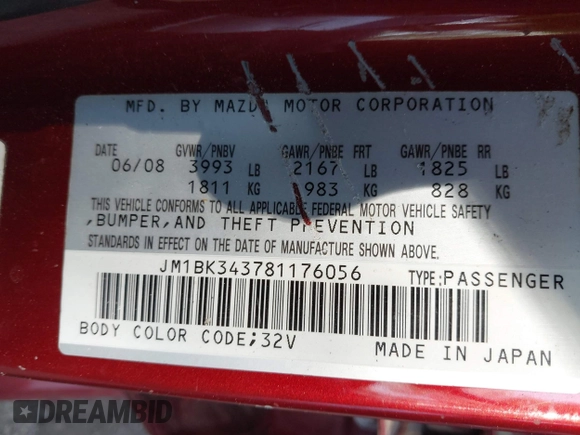 MFD. BY MAZDA MOTOR CORPORATION
DATE GVWR/PNBV GAWR/PNBE FRT GAWR/PNBE RR
06/08 3993 LB 2167 LB 1825 LB
1811 KG 983 KG 828 KG
THIS VEHICLE CONFORMS TO ALL APPLICABLE FEDERAL MOTOR VEHICLE SAFETY
,BUMPER,AND THEFT PREVENTION
STANDARDS IN EFFECT ON THE DATE OF MANUFACTURE SHOWN ABOVE.
JM1BK343781176056 TYPE:PASSENGER
BODY COLOR CODE;32V
MADE IN JAPAN
DREAMBID